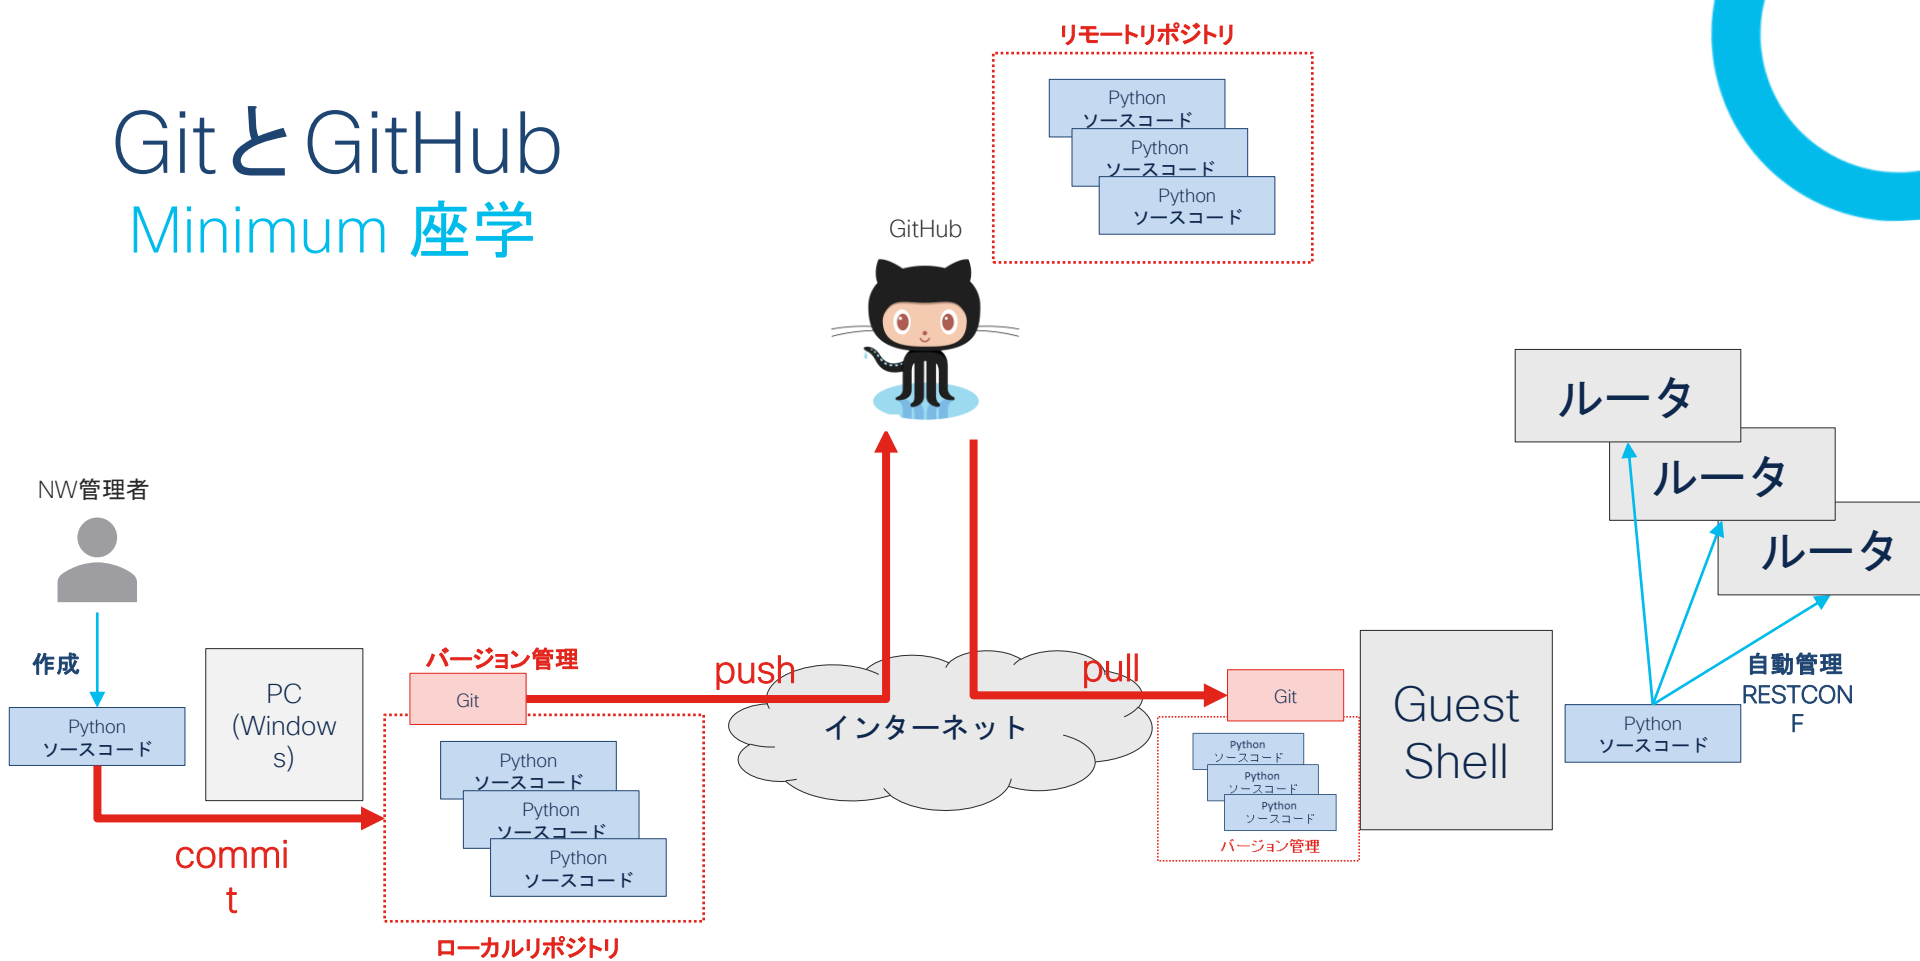 GitとGitHub
Minimum 座学
リモートリポジトリ
Python
ソースコード
Python
ソースコード
Python
ソースコード
GitHub
NW管理者
作成
Python
ソースコード
PC
(Window
s)
commi
t
バージョン管理
Git
Python
ソースコード
Python
ソースコード
Python
ソースコード
ローカルリポジトリ
push
インターネット
pull
Git
Python
ソースコード
Python
ソースコード
Python
ソースコード
バージョン管理
Guest
Shell
ルータ
ルータ
ルータ
自動管理
RESTCON
F
Python
ソースコード